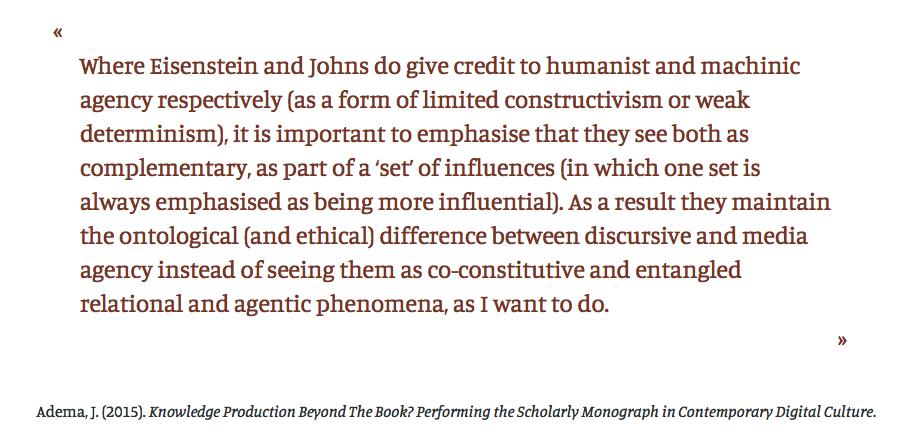 «
Where Eisenstein and Johns do give credit to humanist and machinic
agency respectively (as a form of limited constructivism or weak
determinism), it is important to emphasise that they see both as
complementary, as part of a ‘set’ of influences (in which one set is
always emphasised as being more influential). As a result they maintain
the ontological (and ethical) difference between discursive and media
agency instead of seeing them as co-constitutive and entangled
relational and agentic phenomena, as I want to do.
»
Adema, J. (2015). Knowledge Production Beyond The Book? Performing the Scholarly Monograph in Contemporary Digital Culture.